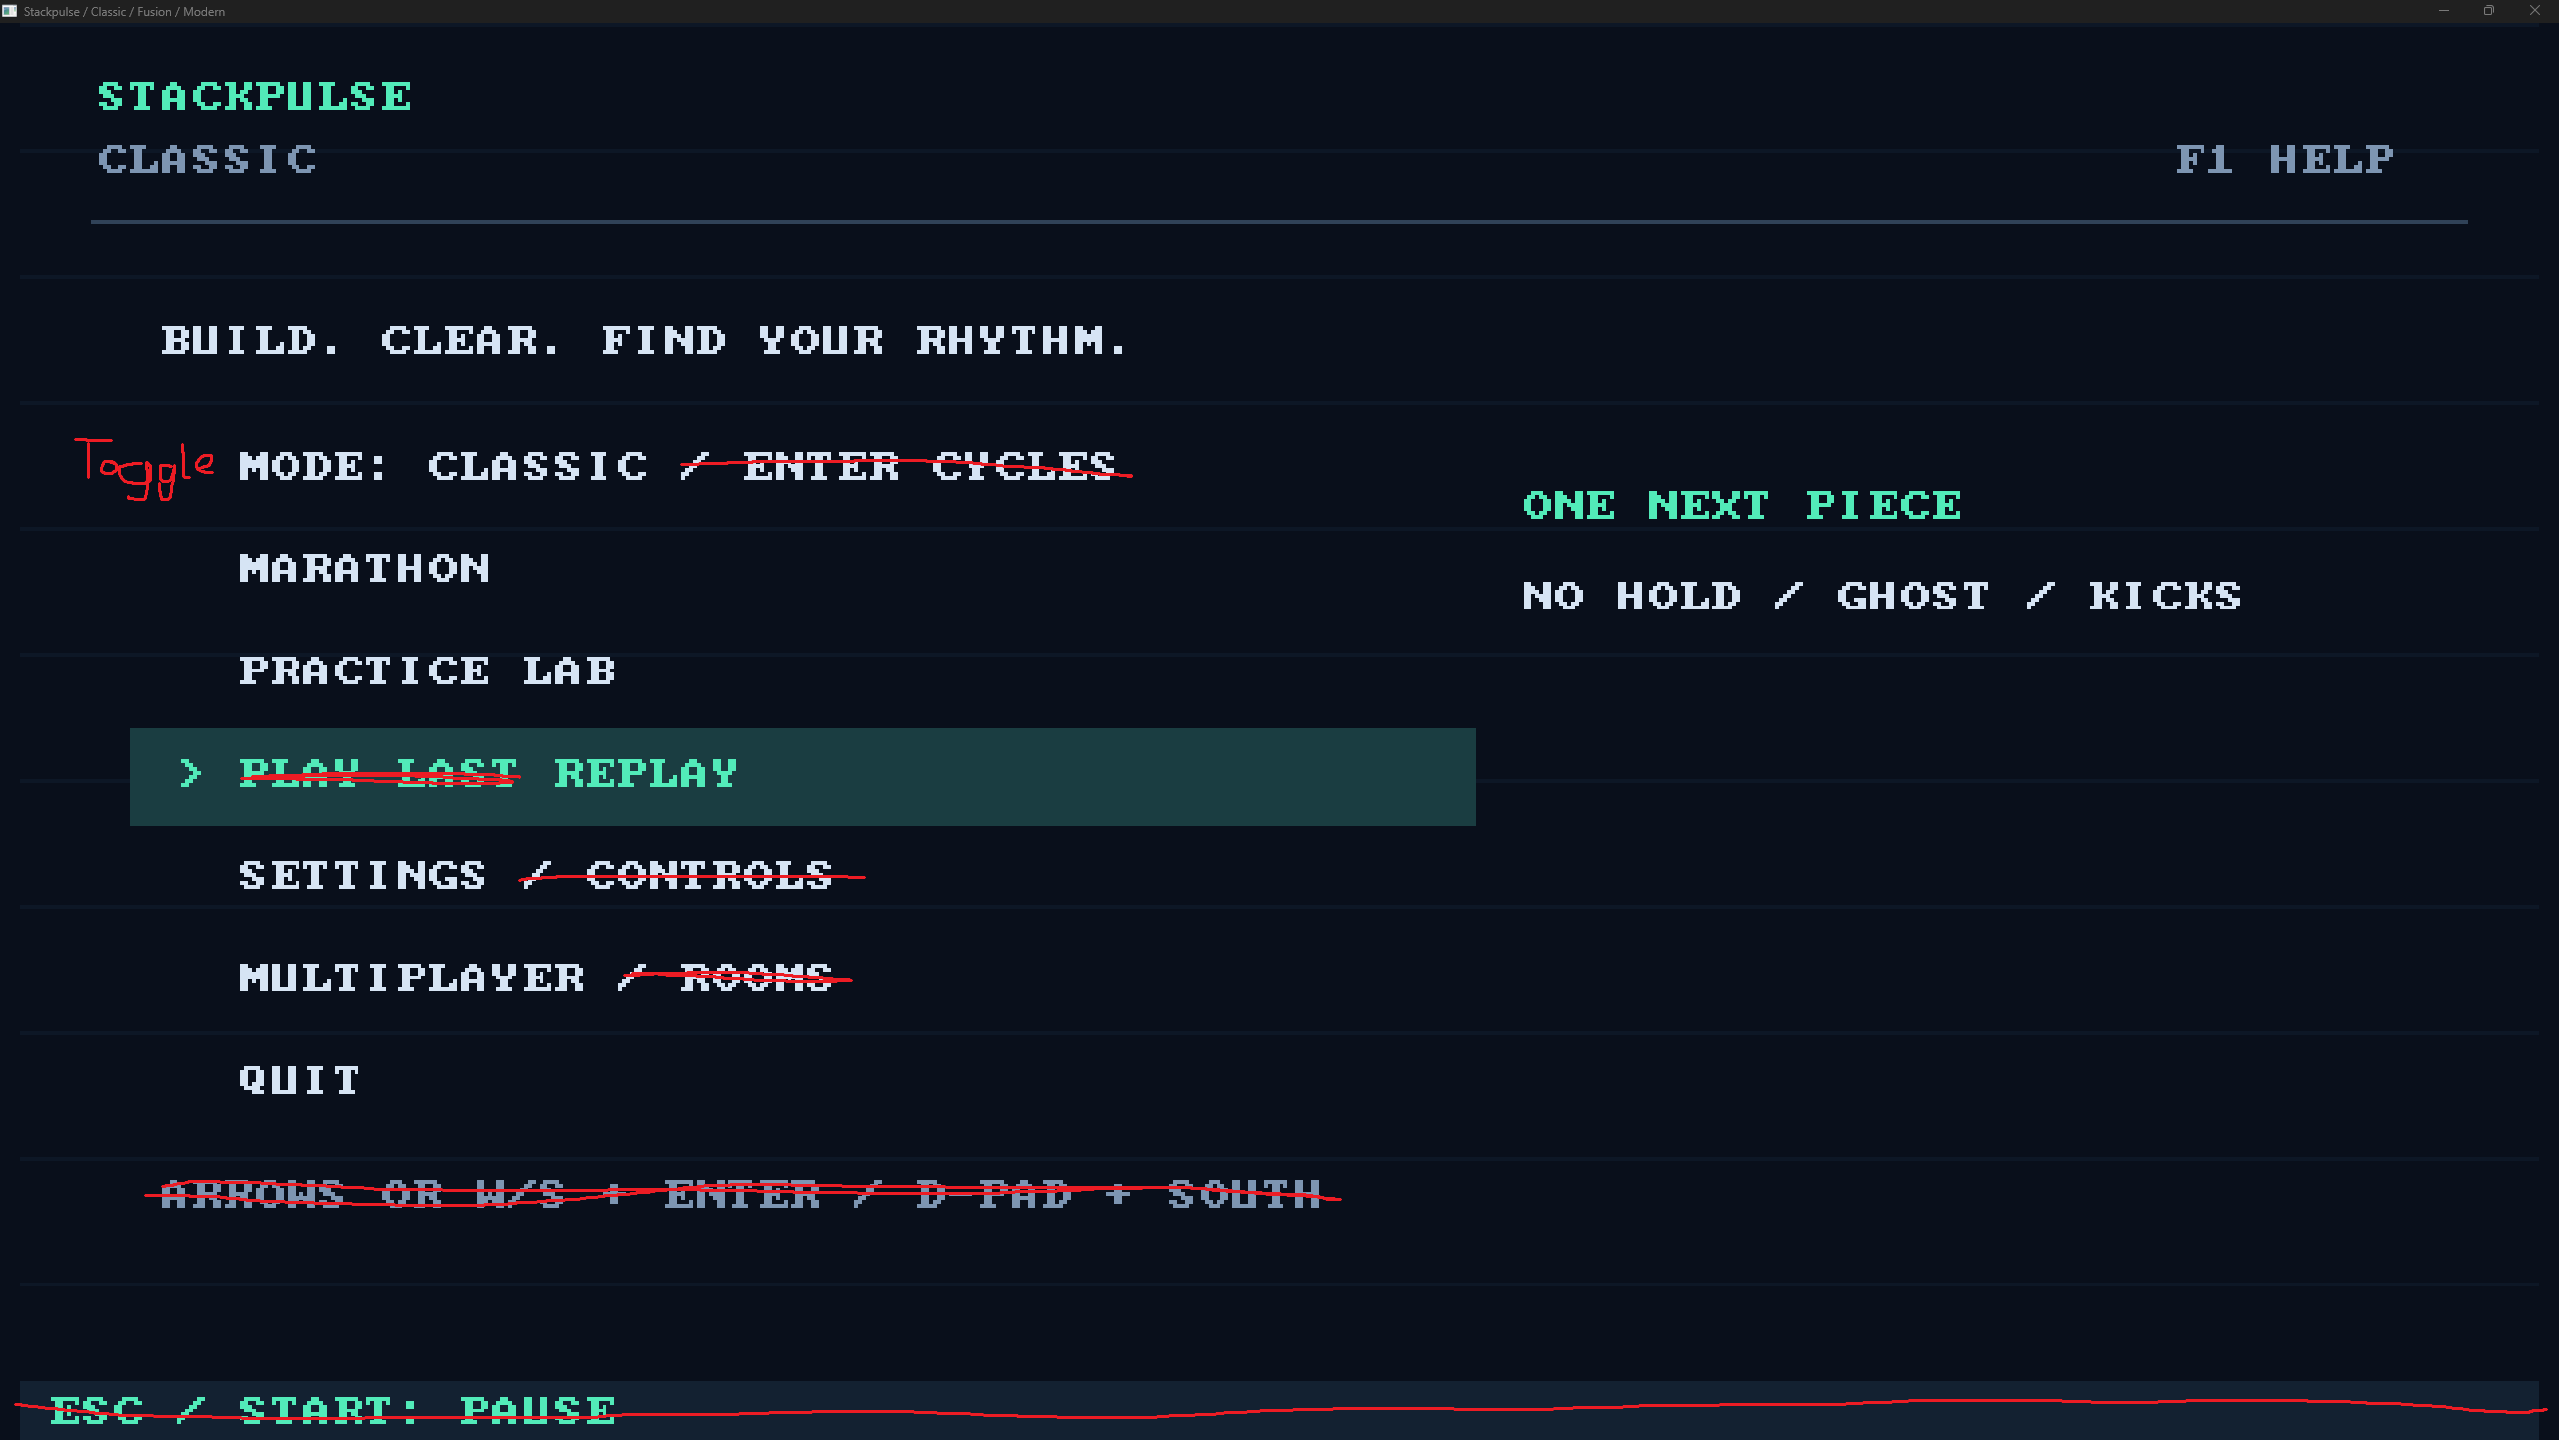 Stackpulse / Classic / Fusion / Modern
STACKPULSE
CLASSIC
F1 HELP
BUILD. CLEAR. FIND YOUR RHYTHM.
Toggle MODE: CLASSIC / ENTER CYCLES
MARATHON
PRACTICE LAB
> PLAY LAST REPLAY
SETTINGS / CONTROLS
MULTIPLAYER / ROOMS
QUIT
ONE NEXT PIECE
NO HOLD / GHOST / KICKS
ARROWS OR W/S + ENTER / D-PAD + SOUTH
ESC / START: PAUSE